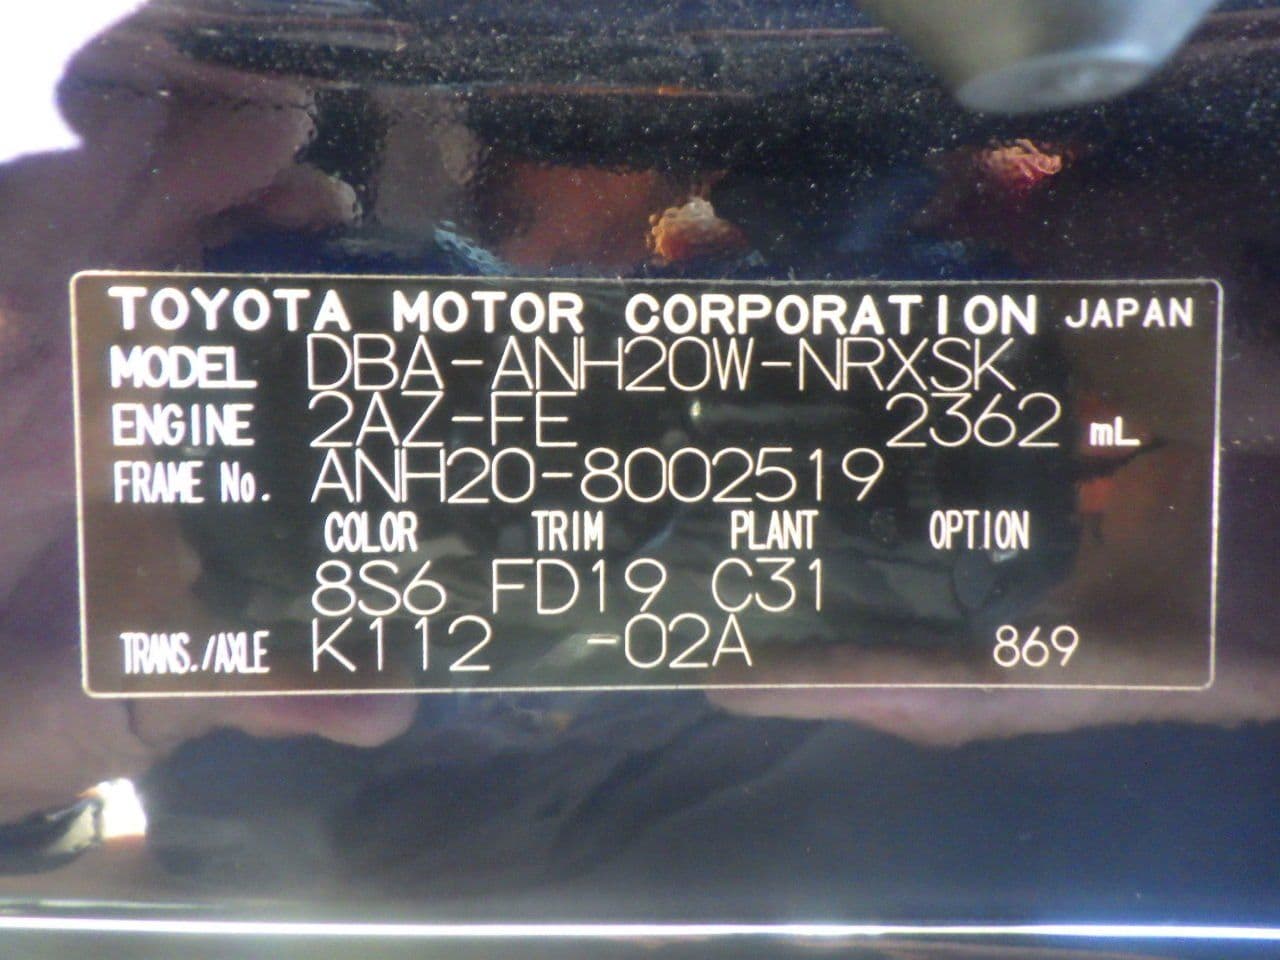 TOYOTA MOTOR CORPORATION JAPAN
MODEL DBA-ANH20W-NRXSK
ENGINE 2AZ-FE 2362 mL
FRAME No. ANH20-8002519
COLOR TRIM PLANT OPTION
8S6 FD19 C31
TRANS./AXLE K112 -02A 869